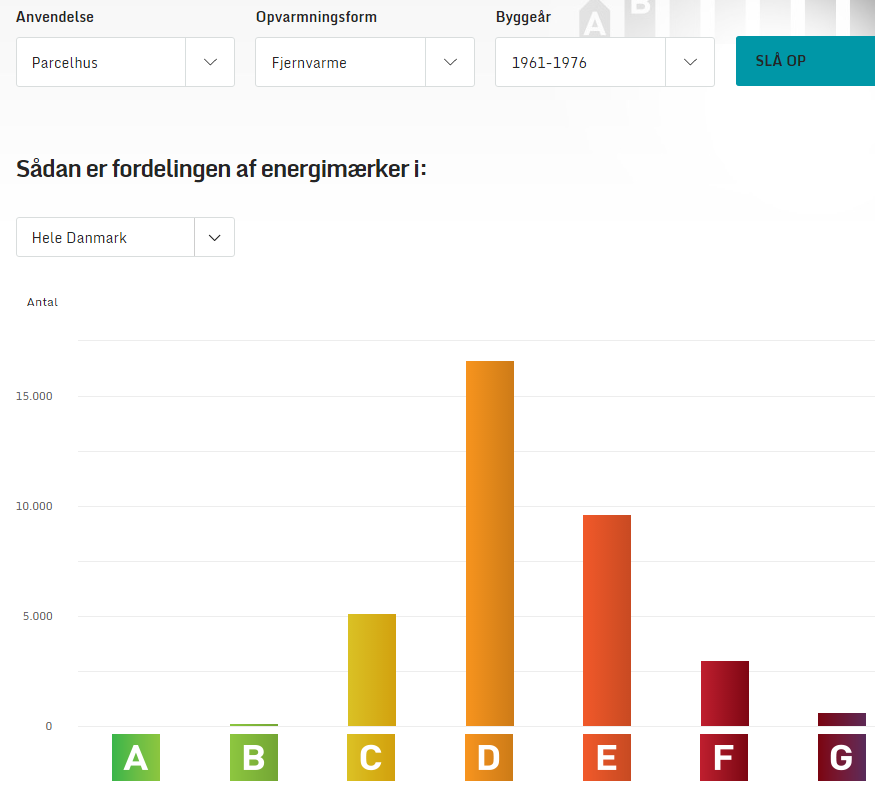 A B
Anvendelse Opvarmningsform Byggeår
Parcelhus Fjernvarme 1961-1976 SLÅ OP
Sådan er fordelingen af energimærker i:
Hele Danmark
Antal
15.000
10.000
5.000
0
A B C D E F G